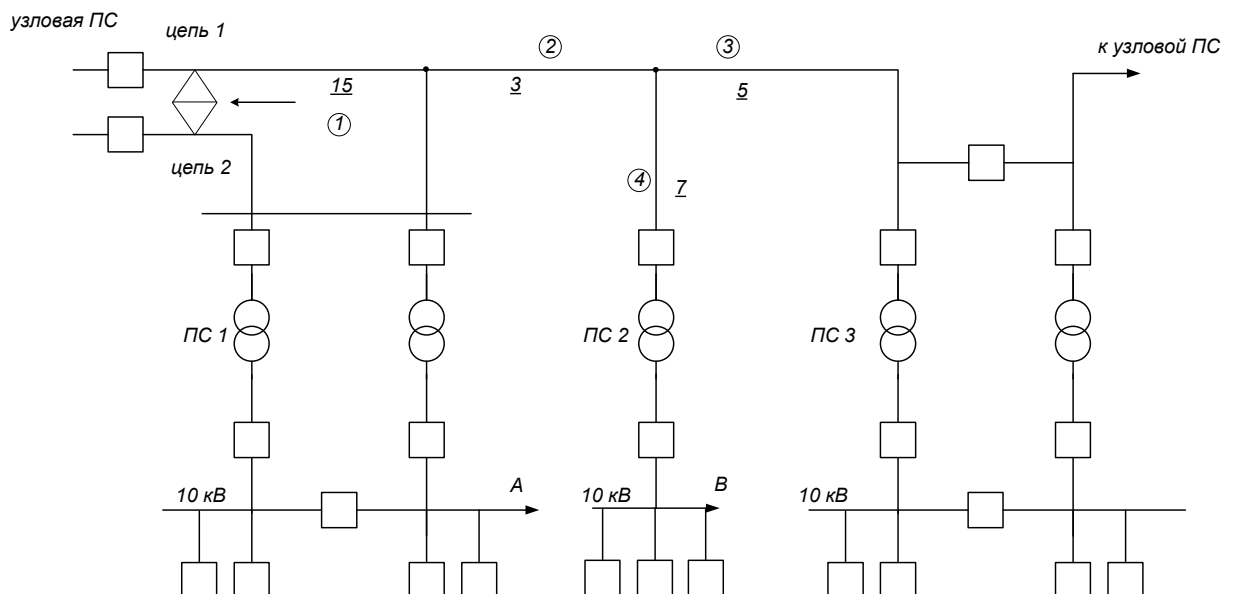 узловая ПС
цепь 1
2
3
к узловой ПС
15
3
5
1
цепь 2
4
7
ПС 1
ПС 2
ПС 3
10 кВ
А
10 кВ
В
10 кВ